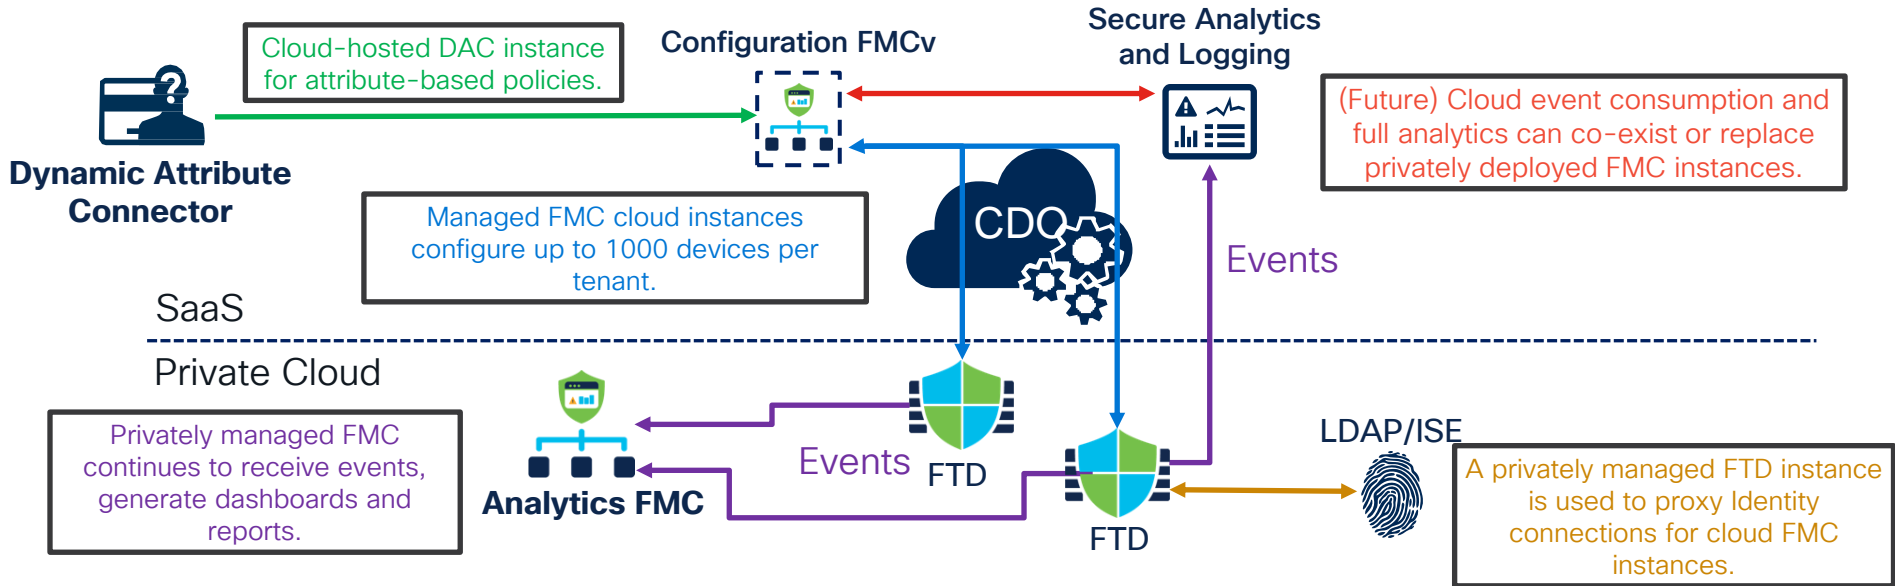 Cloud-hosted DAC instance
for attribute-based policies.
Configuration FMCv
Secure Analytics
and Logging
(Future) Cloud event consumption and
full analytics can co-exist or replace
privately deployed FMC instances.
Dynamic Attribute
Connector
Managed FMC cloud instances
configure up to 1000 devices per
tenant.
CDO
Events
SaaS
Private Cloud
Privately managed FMC
continues to receive events,
generate dashboards and
reports.
Analytics FMC
Events
FTD
FTD
LDAP/ISE
A privately managed FTD instance
is used to proxy Identity
connections for cloud FMC
instances.